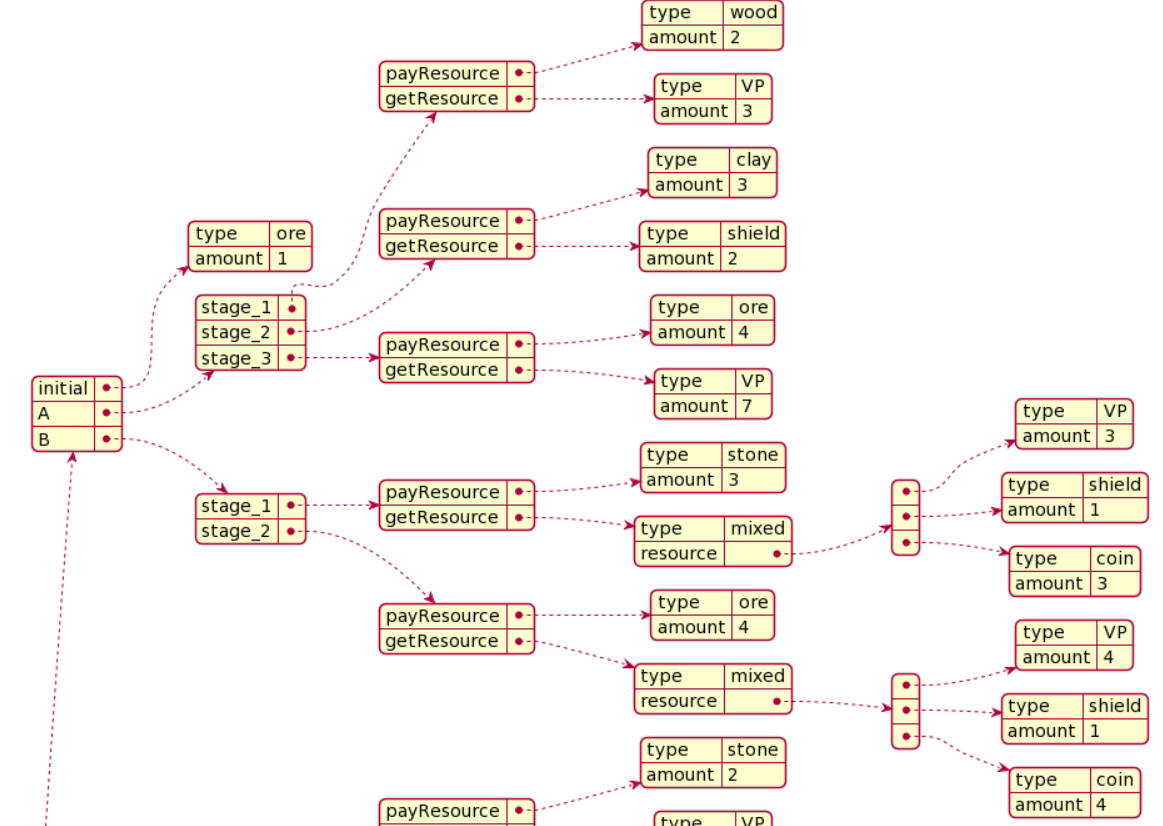 type wood
amount 2
payResource
getResource
type VP
amount 3
type clay
amount 3
payResource
getResource
type shield
amount 2
type ore
amount 1
stage_1
stage_2
stage_3
type ore
amount 4
payResource
getResource
type VP
amount 7
initial
A
B
type stone
amount 3
stage_1
stage_2
payResource
getResource
type mixed
resource
type VP
amount 3
type shield
amount 1
type coin
amount 3
type ore
amount 4
payResource
getResource
type mixed
resource
type VP
amount 4
type shield
amount 1
type coin
amount 4
type stone
amount 2
payResource
type VP